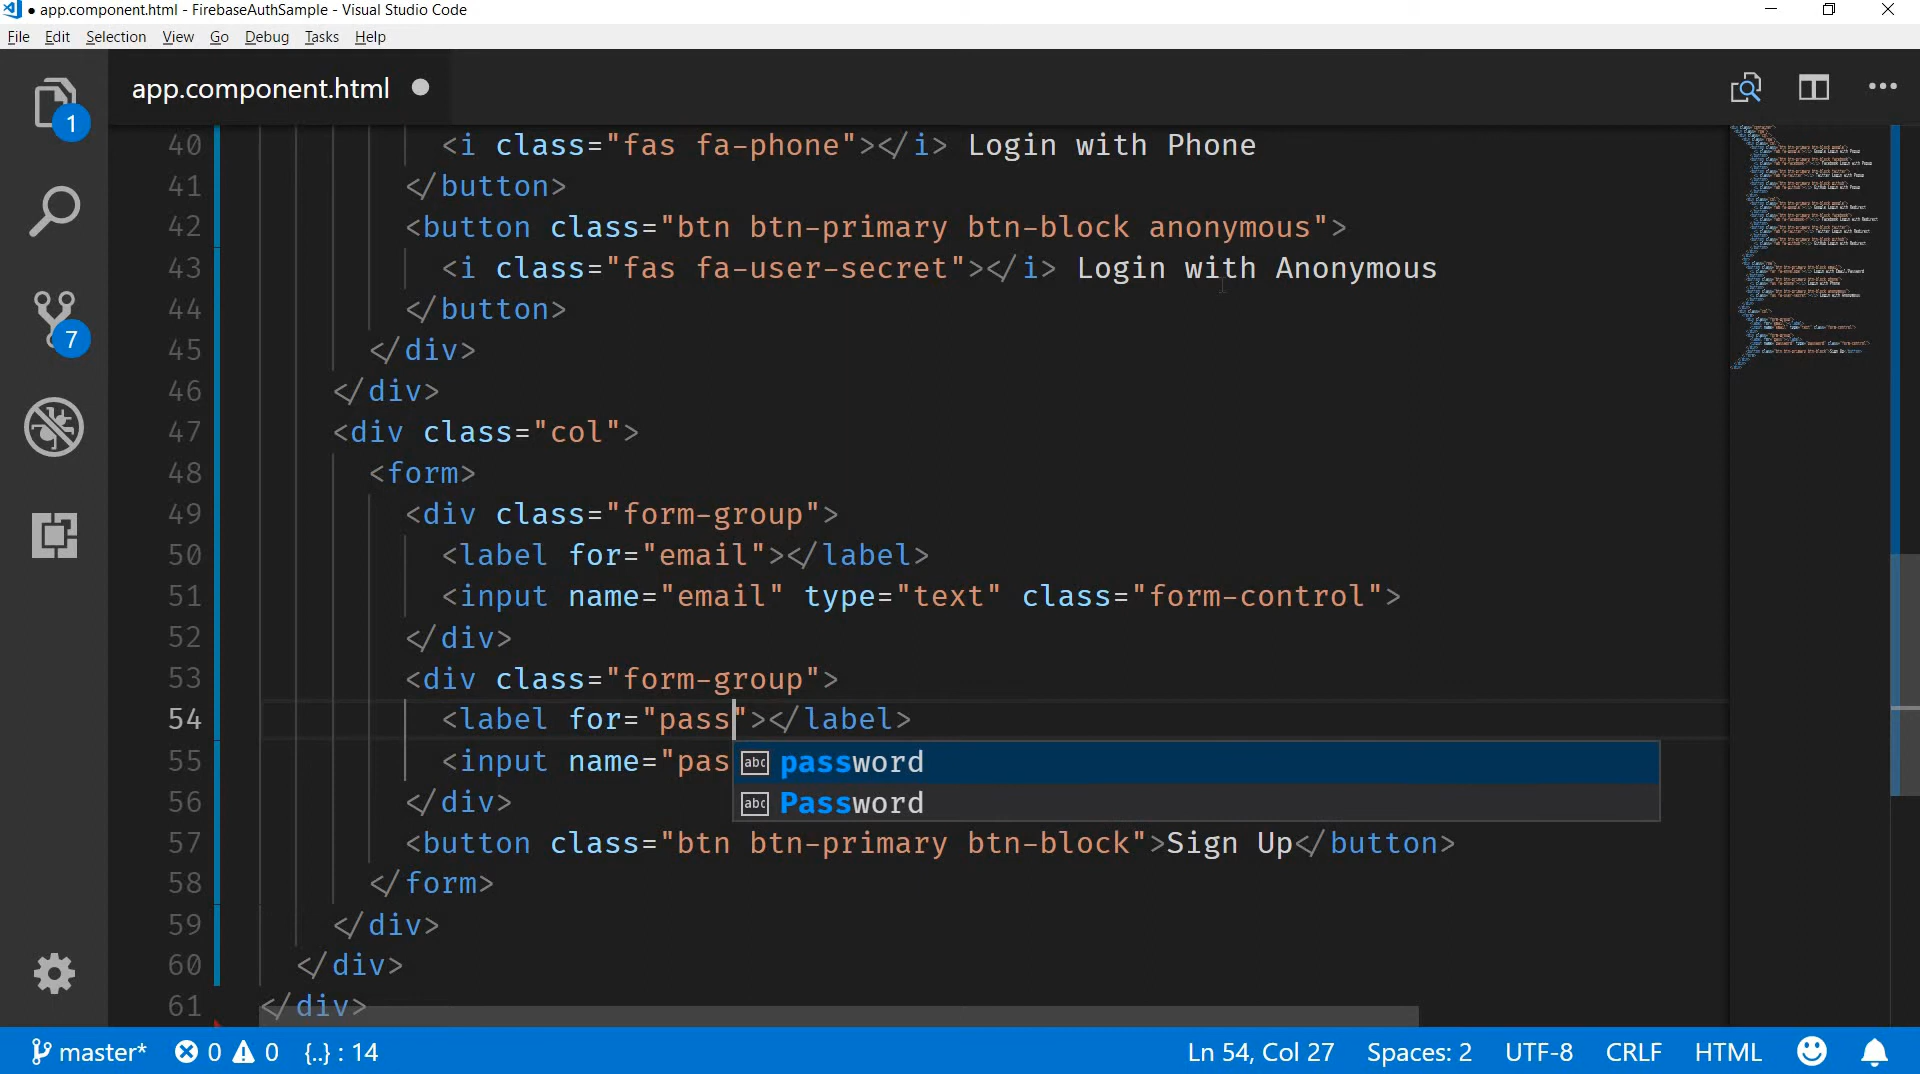 app.component.html - FirebaseAuthSample - Visual Studio Code
File Edit Selection View Go Debug Tasks Help
app.component.html
1
7
40 <i class="fas fa-phone"></i> Login with Phone
41 </button>
42 <button class="btn btn-primary btn-block anonymous">
43 <i class="fas fa-user-secret"></i> Login with Anonymous
44 </button>
45 </div>
46 </div>
47 <div class="col">
48 <form>
49 <div class="form-group">
50 <label for="email"></label>
51 <input name="email" type="text" class="form-control">
52 </div>
53 <div class="form-group">
54 <label for="pass"></label>
55 <input name="pas
abc password
abc Password
56 </div>
57 <button class="btn btn-primary btn-block">Sign Up</button>
58 </form>
59 </div>
60 </div>
61 </div>
master* 0 0 {..} : 14 Ln 54, Col 27 Spaces: 2 UTF-8 CRLF HTML